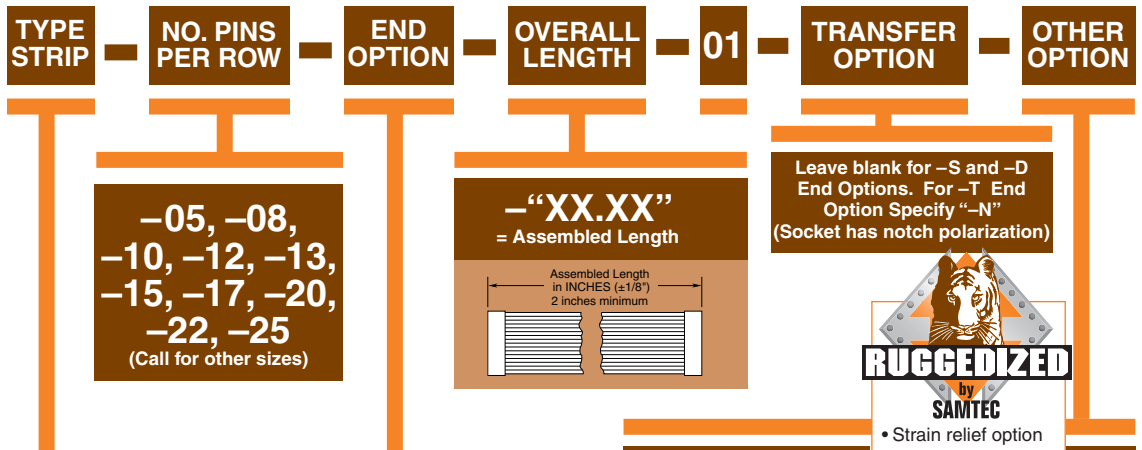 TYPE
STRIP
NO. PINS
PER ROW
END
OPTION
OVERALL
LENGTH
01
TRANSFER
OPTION
OTHER
OPTION
–05, –08,
–10, –12, –13,
–15, –17, –20,
–22, –25
(Call for other sizes)
–“XX.XX”
= Assembled Length
Assembled Length
in INCHES (±1/8")
2 inches minimum
Leave blank for –S and –D
End Options. For –T End
Option Specify “–N”
(Socket has notch polarization)
RUGGEDIZED
by
SAMTEC
• Strain relief option